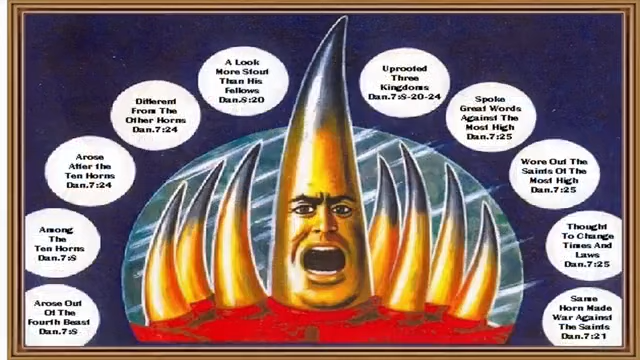 A Look
More Stout
Than His
Fellows
Dan.8:20
Uprooted
Three
Kingdoms
Dan.7:8-20-24
Different
From The
Other Horns
Dan.7:24
Spoke
Great Words
Against The
Most High
Dan.7:25
Arose
After the
Ten Horns
Dan.7:24
Wore Out The
Saints Of The
Most High
Dan.7:25
Among
The
Ten Horns
Dan.7:8
Thought
To Change
Times And
Laws
Dan.7:25
Arose Out
Of The
Fourth Beast
Dan.7:8
Same
Horn Made
War Against
The Saints
Dan.7:21